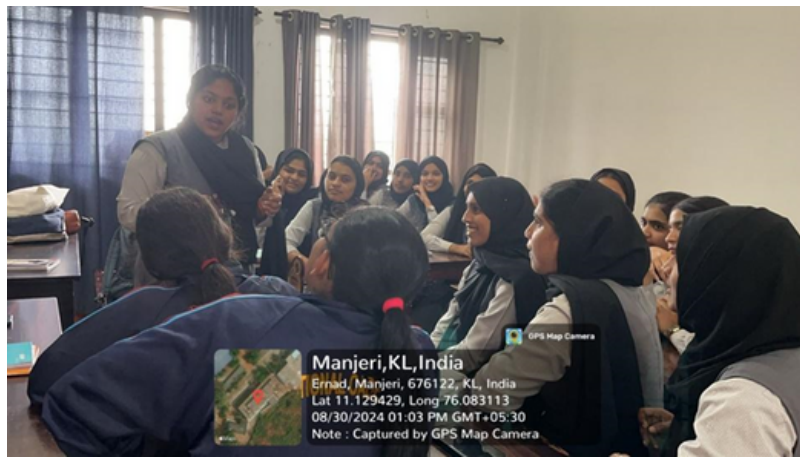 GPS Map Camera
Manjeri,KL,India
Ernad, Manjeri, 676122, KL, India
Lat 11.129429, Long 76.083113
08/30/2024 01:03 PM GMT+05:30
Note : Captured by GPS Map Camera